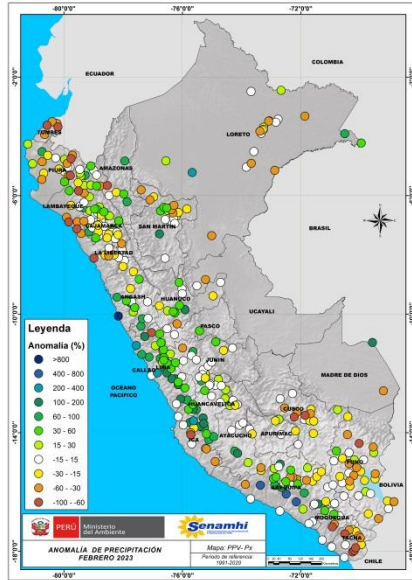 -80°0'0"
-76°0'0"
-72°0'0"
COLOMBIA
ECUADOR
LORETO
TUMBES
PIURA
AMAZONAS
LAMBAYEQUE
CAJAMARCA
SAN MARTIN
BRASIL
LA LIBERTAD
ANCASH
HUANUCO
UCAYALI
PASCO
Leyenda
Anomalía (%)
>800
400 - 800
200 - 400
100 - 200
60 - 100
30 - 60
15 - 30
-15 - 15
-30 - -15
-60 - -30
-100 - -60
JUNIN
CALLAO
LIMA
MADRE DE DIOS
OCEANO
PACIFICO
HUANCAVELICA
CUSCO
ICA
AYACUCHO
APURIMAC
PUNO
BOLIVIA
AREQUIPA
MOQUEGUA
TACNA
CHILE
PERÚ
Ministerio
del Ambiente
Senamhi
ANOMALÍA DE PRECIPITACIÓN
FEBRERO 2023
Mapa: PPV- Px
Periodo de referencia:
1991-2020